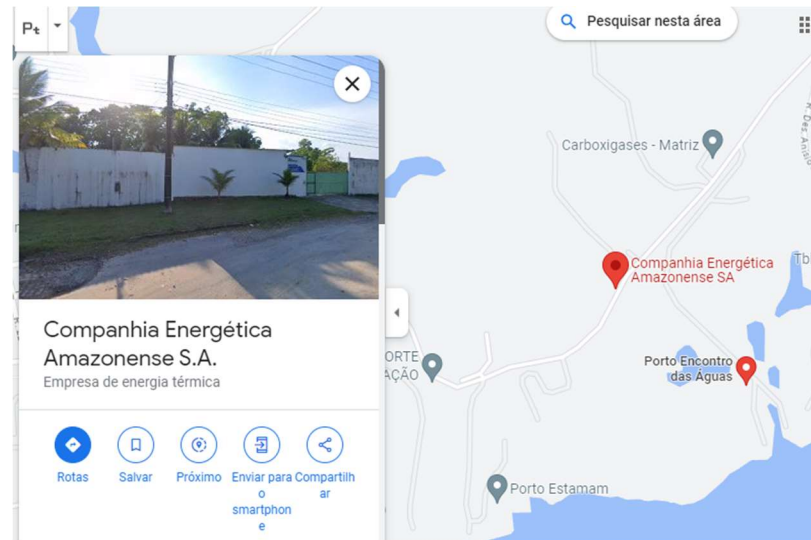 Pt
Pesquisar nesta área
Carboxigases - Matriz
Companhia Energética
Amazonense SA
Porto Encontro
das Águas
ORTE
AÇÃO
Porto Estamam
Companhia Energética
Amazonense S.A.
Empresa de energia térmica
Rotas
Salvar
Próximo
Enviar para
o
smartphon
e
Compartilh
ar